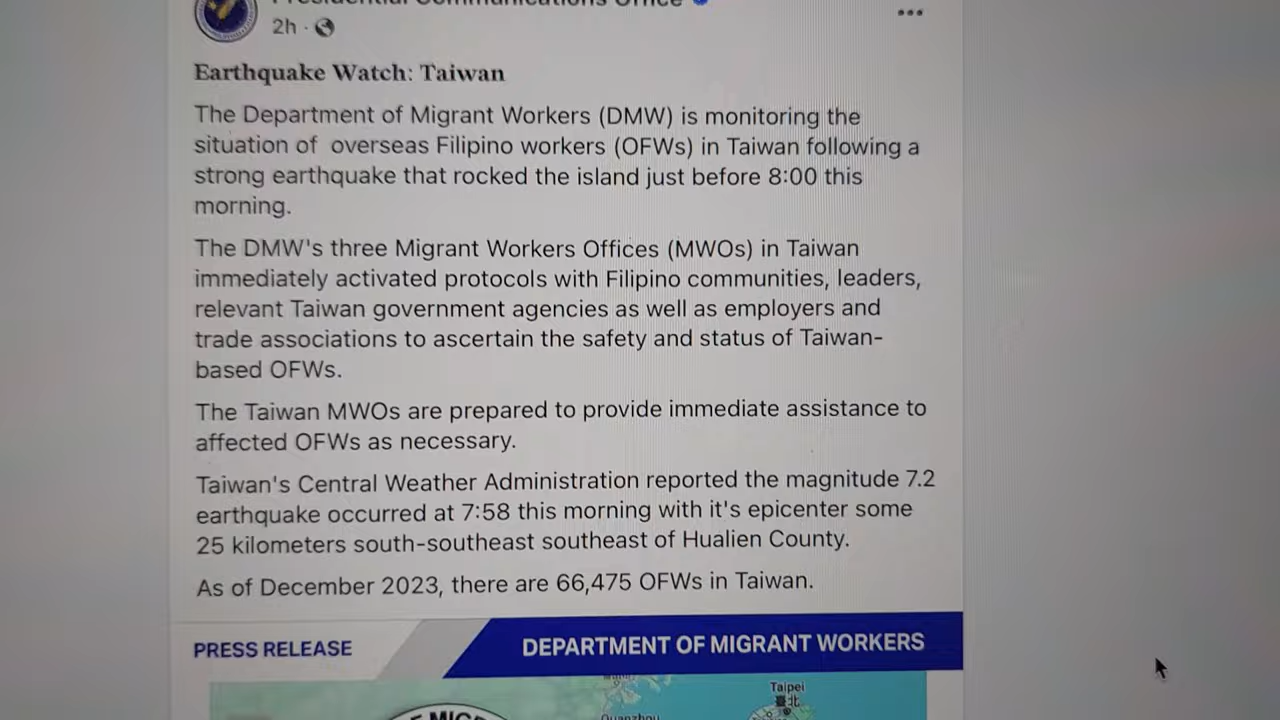 Presidential Communications Office
2h ·
Earthquake Watch: Taiwan
The Department of Migrant Workers (DMW) is monitoring the
situation of overseas Filipino workers (OFWs) in Taiwan following a
strong earthquake that rocked the island just before 8:00 this
morning.
The DMW's three Migrant Workers Offices (MWOs) in Taiwan
immediately activated protocols with Filipino communities, leaders,
relevant Taiwan government agencies as well as employers and
trade associations to ascertain the safety and status of Taiwan-
based OFWs.
The Taiwan MWOs are prepared to provide immediate assistance to
affected OFWs as necessary.
Taiwan's Central Weather Administration reported the magnitude 7.2
earthquake occurred at 7:58 this morning with it's epicenter some
25 kilometers south-southeast southeast of Hualien County.
As of December 2023, there are 66,475 OFWs in Taiwan.
PRESS RELEASE
DEPARTMENT OF MIGRANT WORKERS
Taipei
臺北
Quanzhou